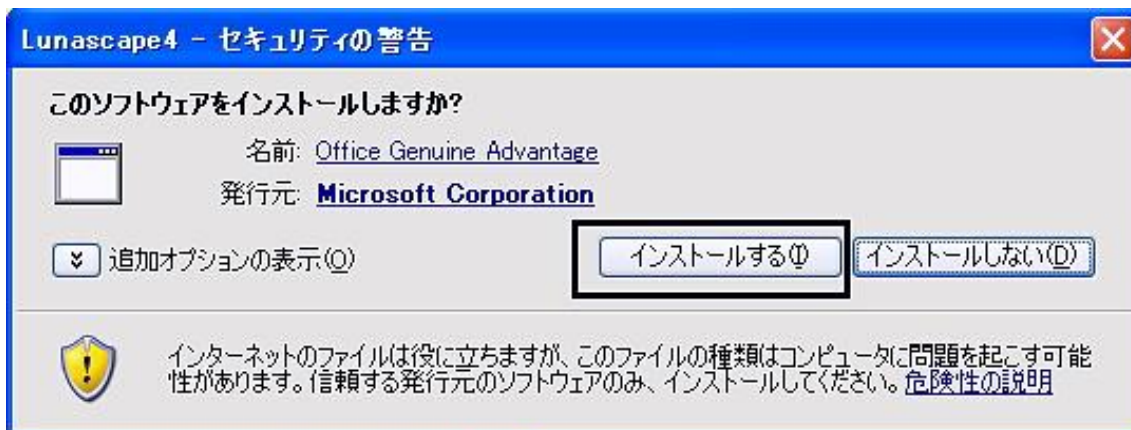 Lunascape4 - セキュリティの警告
このソフトウェアをインストールしますか?
名前: Office Genuine Advantage
発行元: Microsoft Corporation
追加オプションの表示(O)
インストールする(I)
インストールしない(D)
インターネットのファイルは役に立ちますが、このファイルの種類はコンピュータに問題を起こす可能
性があります。信頼する発行元のソフトウェアのみ、インストールしてください。危険性の説明